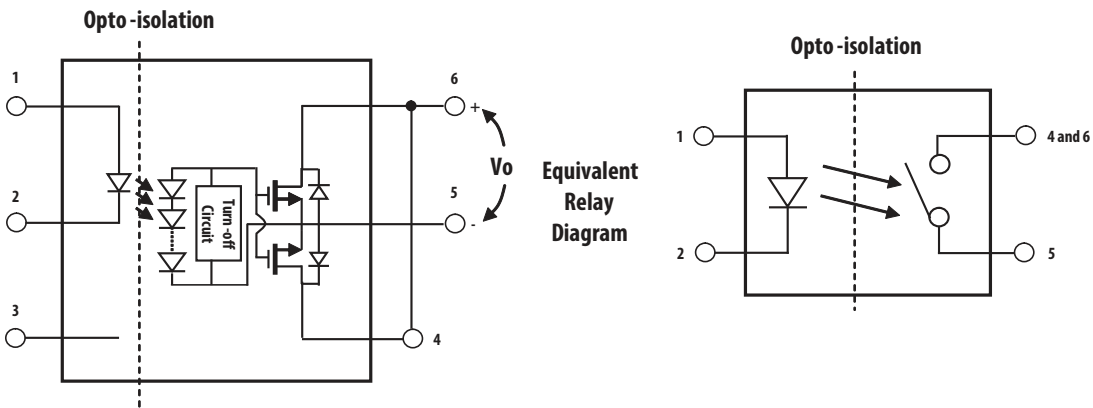 Opto -isolation
1
2
3
Turn -off
Circuit
6
+
Vo
5
-
4
Equivalent
Relay
Diagram
Opto -isolation
1
2
4 and 6
5